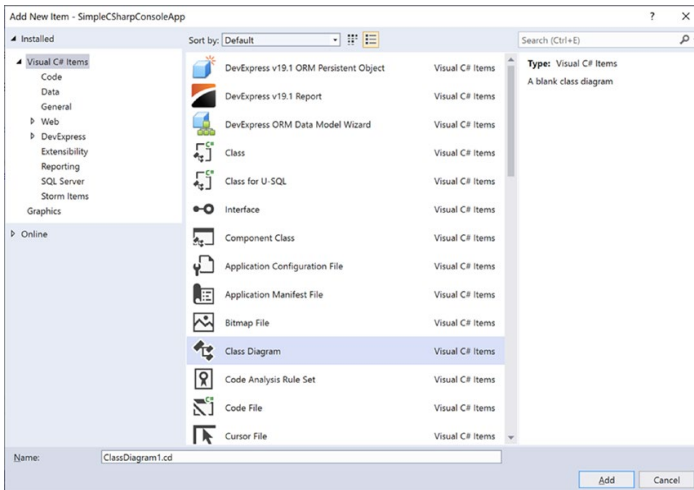 Add New Item - SimpleCSharpConsoleApp ? X
Installed
Sort by: Default
Search (Ctrl+E)
Visual C# Items
Code
Data
General
Web
DevExpress
Extensibility
Reporting
SQL Server
Storm Items
Graphics
Online
DevExpress v19.1 ORM Persistent Object Visual C# Items
DevExpress v19.1 Report Visual C# Items
DevExpress ORM Data Model Wizard Visual C# Items
Class Visual C# Items
Class for U-SQL Visual C# Items
Interface Visual C# Items
Component Class Visual C# Items
Application Configuration File Visual C# Items
Application Manifest File Visual C# Items
Bitmap File Visual C# Items
Class Diagram Visual C# Items
Code Analysis Rule Set Visual C# Items
Code File Visual C# Items
Cursor File Visual C# Items
Type: Visual C# Items
A blank class diagram
Name: ClassDiagram1.cd
Add Cancel